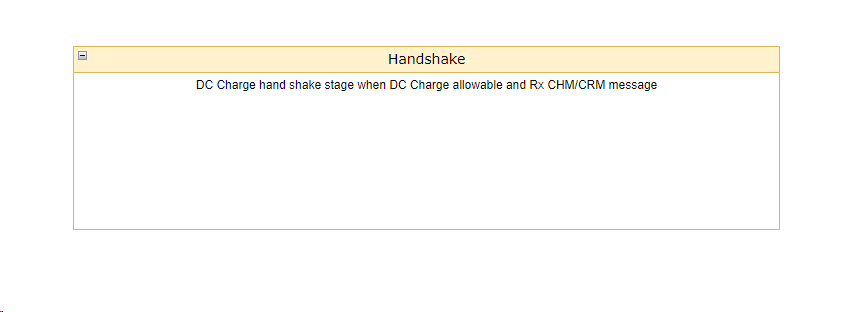 Handshake
DC Charge hand shake stage when DC Charge allowable and Rx CHM/CRM message